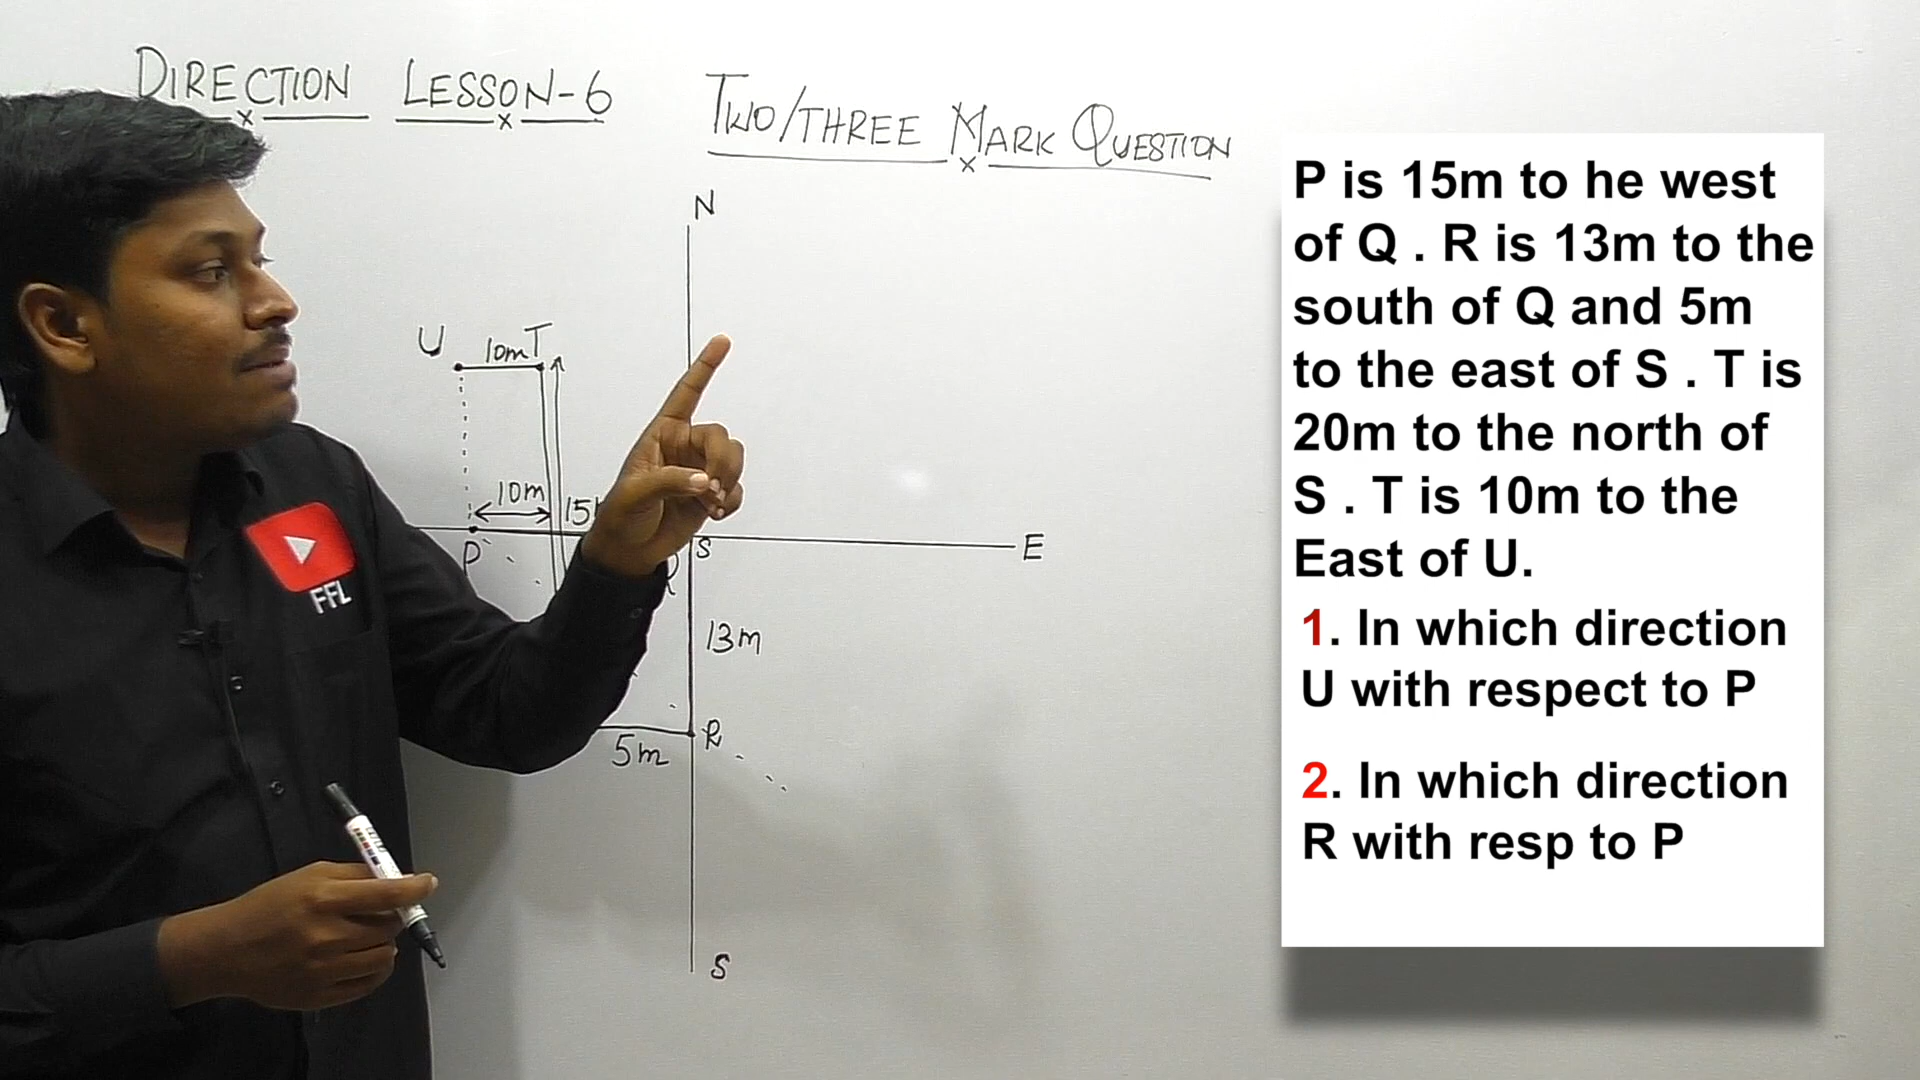 DIRECTION LESSON-6
TWO/THREE MARK QUESTION
N
U
10m
T
10m
P
S
E
13m
5m
R
S
FFL
P is 15m to he west
of Q . R is 13m to the
south of Q and 5m
to the east of S . T is
20m to the north of
S . T is 10m to the
East of U.
1. In which direction
U with respect to P
2. In which direction
R with resp to P